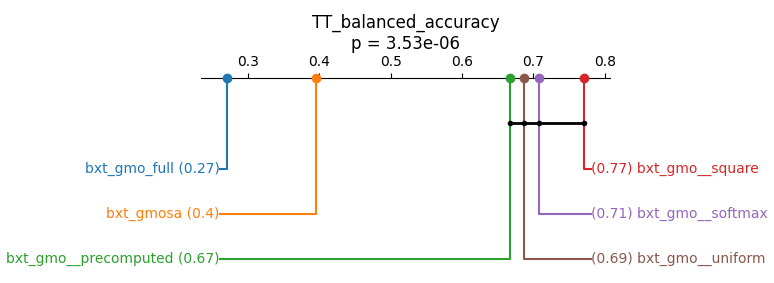 TT_balanced_accuracy
p = 3.53e-06
0.3 0.4 0.5 0.6 0.7 0.8
bxt_gmo_full (0.27)
(0.77) bxt_gmo__square
bxt_gmosa (0.4)
(0.71) bxt_gmo__softmax
bxt_gmo__precomputed (0.67)
(0.69) bxt_gmo__uniform